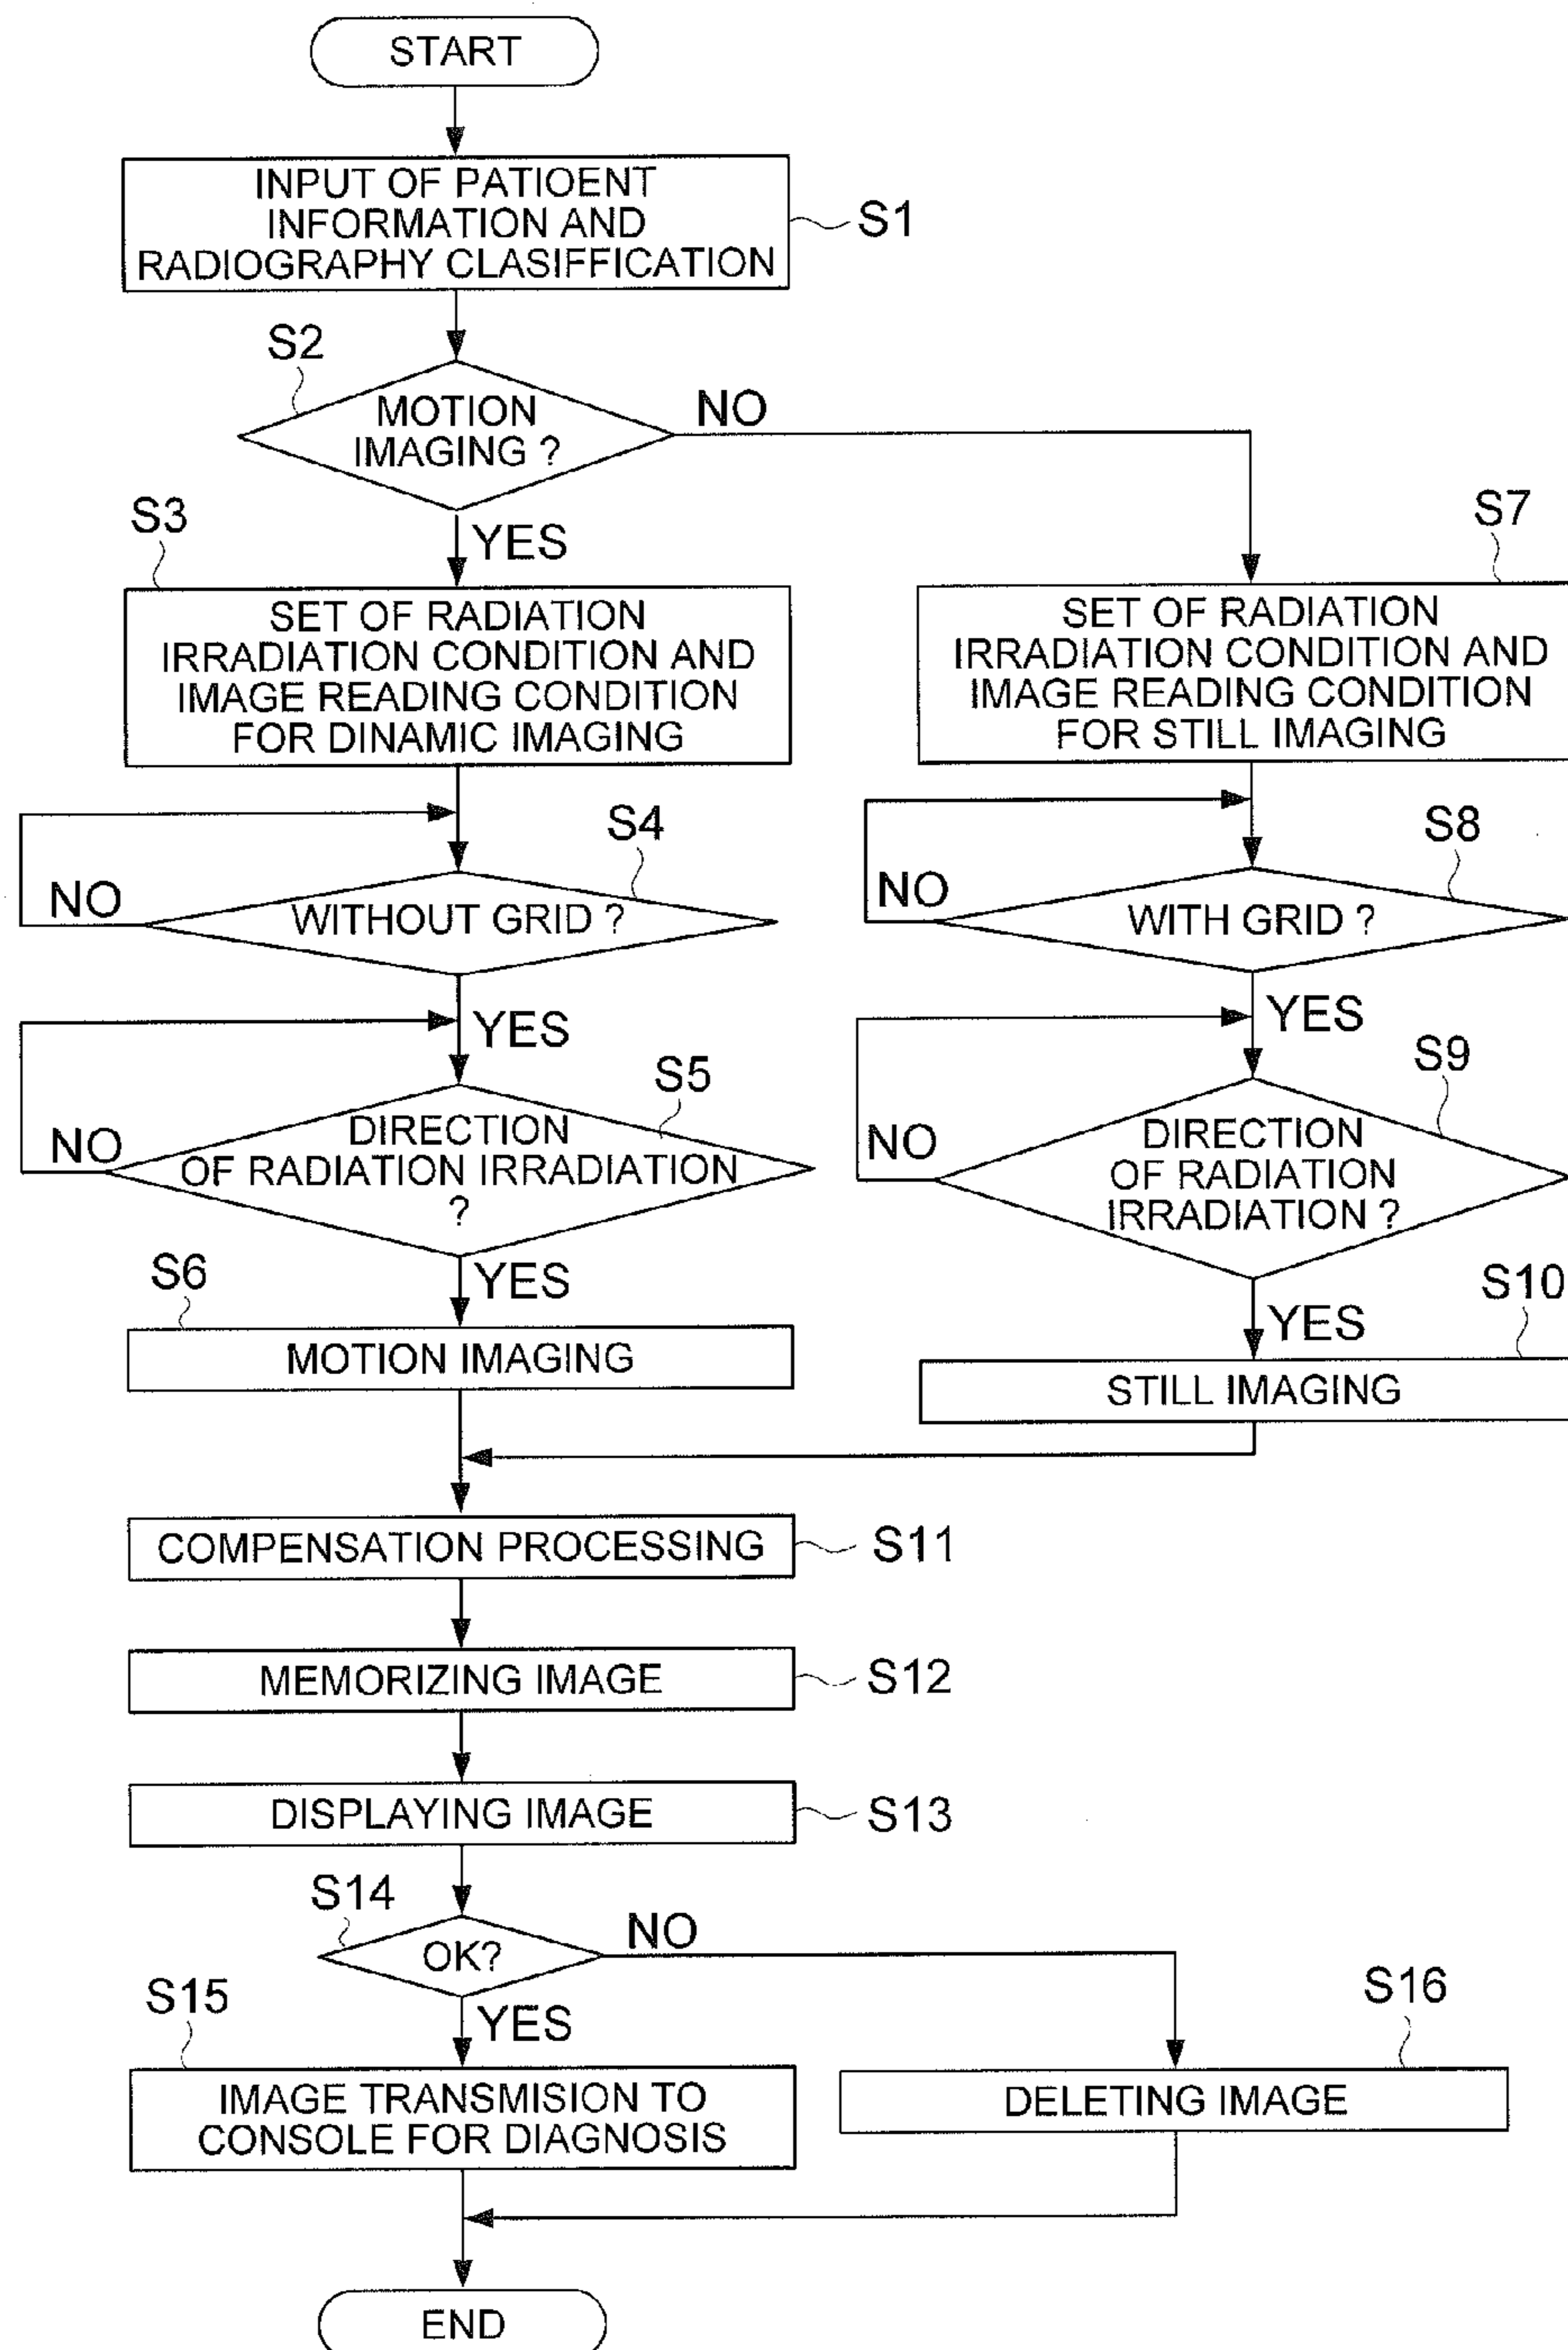 START
INPUT OF PATIOENT
INFORMATION AND
RADIOGRAPHY CLASIFFICATION
S1
S2
MOTION
IMAGING ?
NO
YES
S3
SET OF RADIATION
IRRADIATION CONDITION AND
IMAGE READING CONDITION
FOR DINAMIC IMAGING
S7
SET OF RADIATION
IRRADIATION CONDITION AND
IMAGE READING CONDITION
FOR STILL IMAGING
S4
WITHOUT GRID ?
NO
YES
S8
WITH GRID ?
NO
YES
S5
DIRECTION
OF RADIATION IRRADIATION
?
NO
YES
S9
DIRECTION
OF RADIATION
IRRADIATION ?
NO
YES
S6
MOTION IMAGING
S10
STILL IMAGING
COMPENSATION PROCESSING
S11
MEMORIZING IMAGE
S12
DISPLAYING IMAGE
S13
S14
OK?
NO
YES
S15
IMAGE TRANSMISION TO
CONSOLE FOR DIAGNOSIS
S16
DELETING IMAGE
END